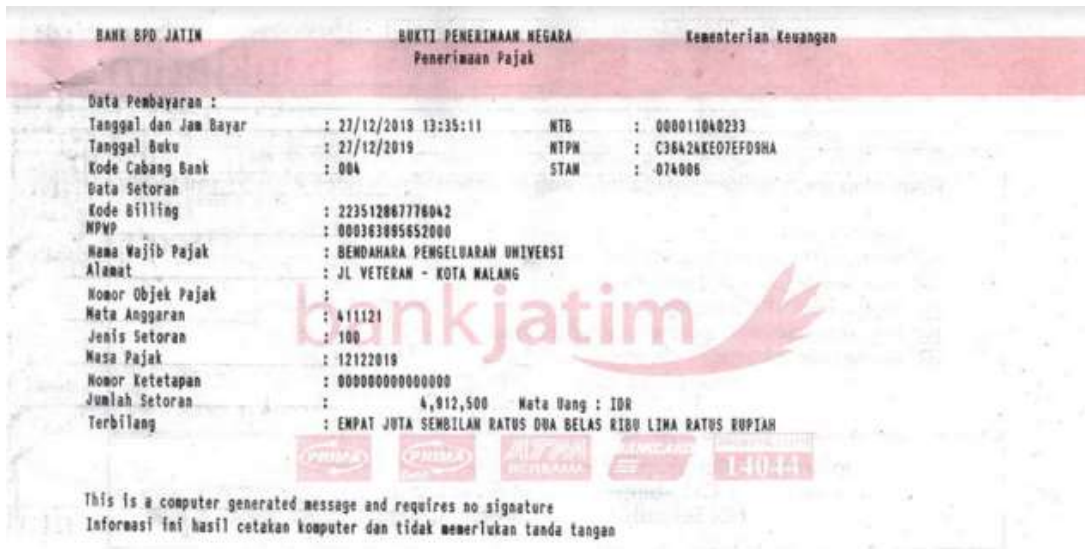 BANK BPD JATIM BUKTI PENERIMAAN NEGARA Kementerian Keuangan
Penerimaan Pajak
Data Pembayaran :
Tanggal dan Jam Bayar : 27/12/2019 13:35:11 NTB : 000011040233
Tanggal Buku : 27/12/2019 NTPN : C36424KEO7EFD9HA
Kode Cabang Bank : 004 STAN : 074006
Data Setoran
Kode Billing : 223512867776042
NPWP : 000363895652000
Nama Wajib Pajak : BENDAHARA PENGELUARAN UNIVERSI
Alamat : JL VETERAN - KOTA MALANG
Nomor Objek Pajak :
Mata Anggaran : 411121
Jenis Setoran : 100
Masa Pajak : 12122019
Nomor Ketetapan : 000000000000000
Jumlah Setoran : 4,912,500 Mata Uang : IDR
Terbilang : EMPAT JUTA SEMBILAN RATUS DUA BELAS RIBU LIMA RATUS RUPIAH
bankjatim
PRIMA PRIMA ATM BERSAMA BANKCARD 14044
This is a computer generated message and requires no signature
Informasi ini hasil cetakan komputer dan tidak memerlukan tanda tangan